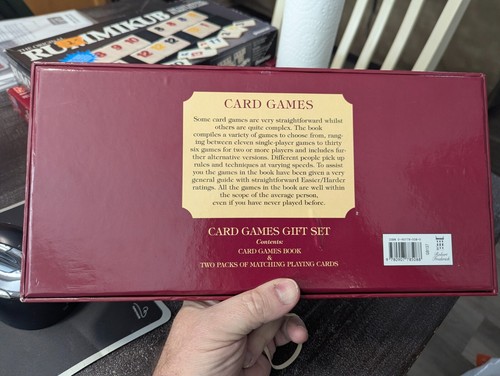 RUMMIKUB
CARD GAMES
Some card games are very straightforward whilst
others are quite complex. The book
compiles a variety of games to choose from, rang-
ing between eleven single-player games to thirty
six games for two or more players and includes fur-
ther alternative versions. Different people pick up
rules and techniques at varying speeds. To assist
you the games in the book have been given a very
general guide with straightforward Easier/Harder
ratings. All the games in the book are well within
the scope of the average person,
even if you have never played before.
CARD GAMES GIFT SET
Contents:
CARD GAMES BOOK
&
TWO PACKS OF MATCHING PLAYING CARDS